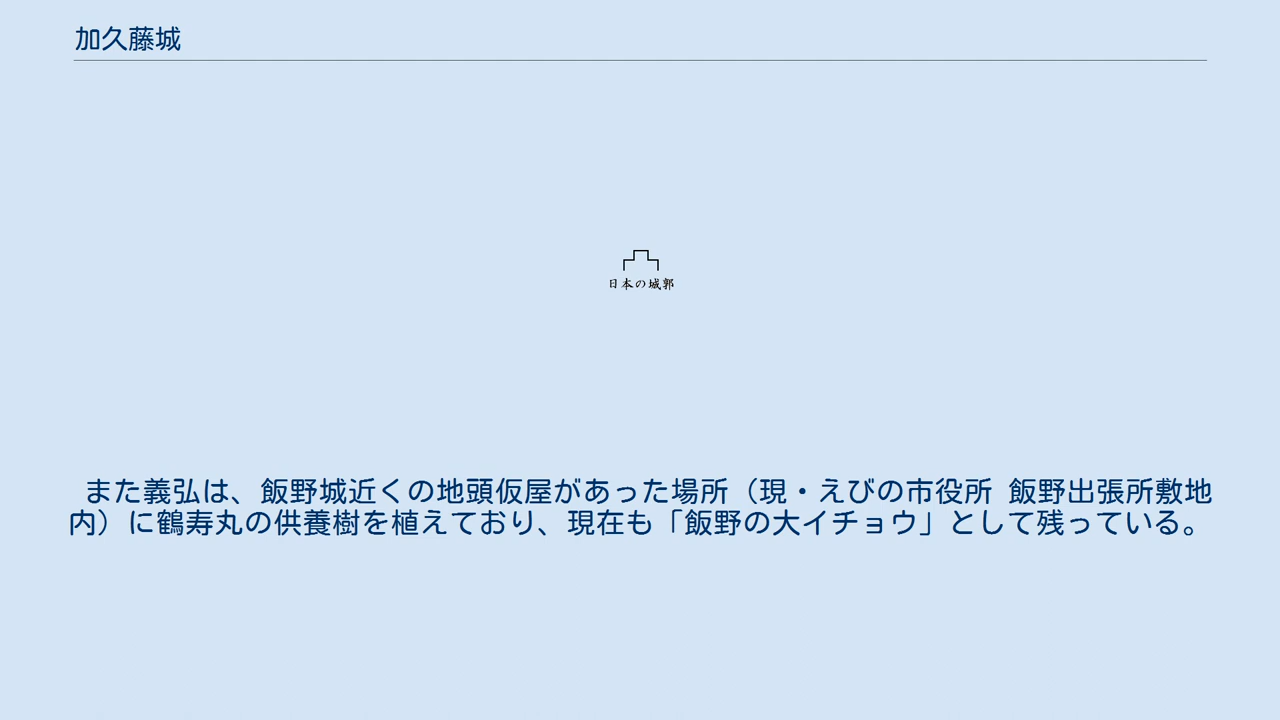 加久藤城
日本の城郭
また義弘は、飯野城近くの地頭仮屋があった場所（現・えびの市役所 飯野出張所敷地
内）に鶴寿丸の供養樹を植えており、現在も「飯野の大イチョウ」として残っている。